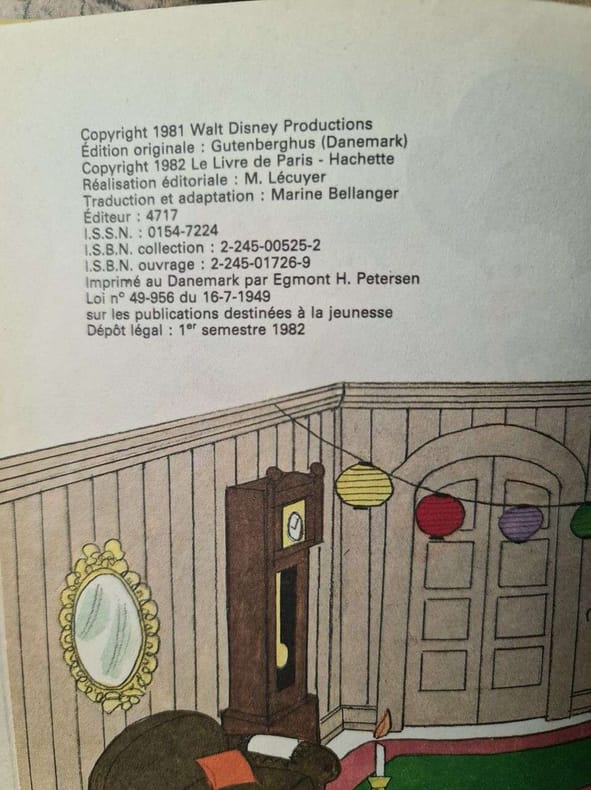 Copyright 1981 Walt Disney Productions
Édition originale : Gutenberghus (Danemark)
Copyright 1982 Le Livre de Paris - Hachette
Réalisation éditoriale : M. Lécuyer
Traduction et adaptation : Marine Bellanger
Éditeur : 4717
I.S.S.N. : 0154-7224
I.S.B.N. collection : 2-245-00525-2
I.S.B.N. ouvrage : 2-245-01726-9
Imprimé au Danemark par Egmont H. Petersen
Loi n° 49-956 du 16-7-1949
sur les publications destinées à la jeunesse
Dépôt légal : 1er semestre 1982